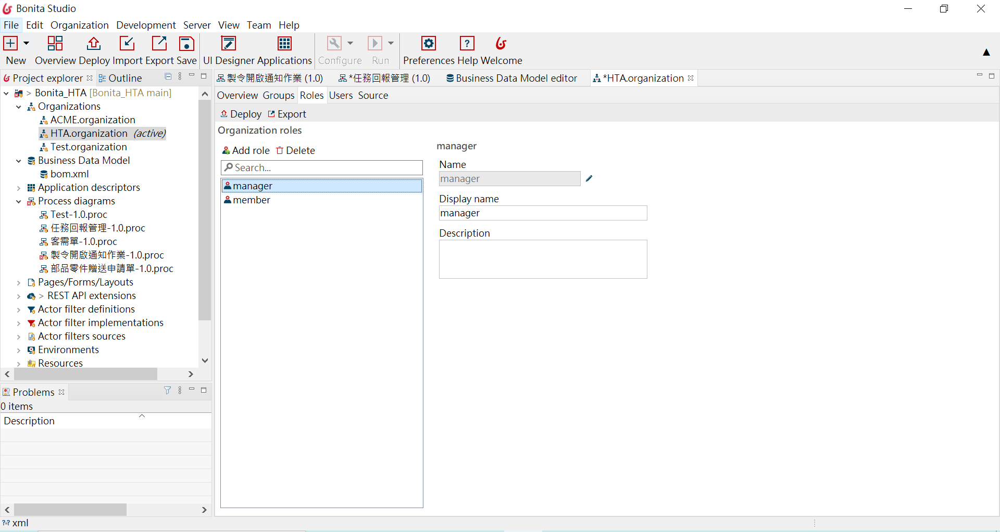 Bonita Studio
File Edit Organization Development Server View Team Help
New Overview Deploy Import Export Save UI Designer Applications Configure Run Preferences Help Welcome
Project explorer Outline
> Bonita_HTA [Bonita_HTA main]
Organizations
ACME.organization
HTA.organization (active)
Test.organization
Business Data Model
bom.xml
Application descriptors
Process diagrams
Test-1.0.proc
任務回報管理-1.0.proc
客需單-1.0.proc
製令開啟通知作業-1.0.proc
部品零件贈送申請單-1.0.proc
Pages/Forms/Layouts
> REST API extensions
Actor filter definitions
Actor filter implementations
Actor filters sources
Environments
Resources
Problems
0 items
Description
xml
製令開啟通知作業 (1.0) *任務回報管理 (1.0) Business Data Model editor *HTA.organization
Overview Groups Roles Users Source
Deploy Export
Organization roles
Add role Delete
Search...
manager
member
manager
Name
manager
Display name
manager
Description